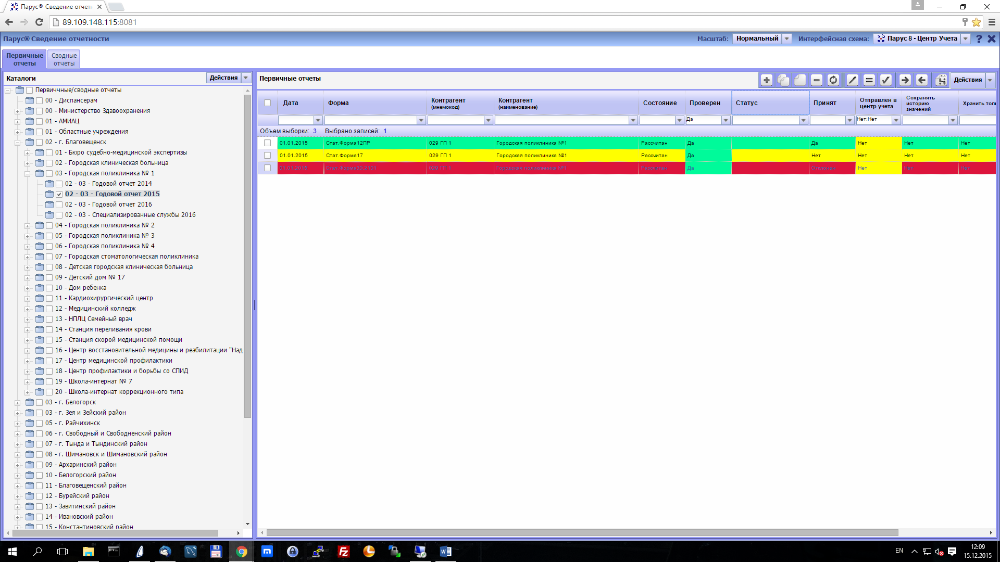 Парус® Сведение отчетн
89.109.148.115:8081
Парус® Сведение отчетности
Масштаб: Нормальный Интерфейсная схема: Парус 8 - Центр Учета
Первичные отчеты
Сводные отчеты
Каталоги Действия
Первиччные/сводные отчеты
00 - Диспансерам
00 - Министерство Здавоохранения
01 - АМИАЦ
01 - Областные учреждения
02 - г. Благовещенск
01 - Бюро судебно-медицинской экспертизы
02 - Городская клиническая больница
03 - Городская поликлиника № 1
02 - 03 - Годовой отчет 2014
02 - 03 - Годовой отчет 2015
02 - 03 - Годовой отчет 2016
02 - 03 - Специализированные службы 2016
04 - Городская поликлиника № 2
05 - Городская поликлиника № 3
06 - Городская поликлиника № 4
07 - Городская стоматологическая поликлиника
08 - Детская городская клиническая больница
09 - Детский дом № 17
10 - Дом ребенка
11 - Кардиохирургический центр
12 - Медицинский колледж
13 - НПЛЦ Семейный врач
14 - Станция переливания крови
15 - Станция скорой медицинской помощи
16 - Центр восстановительной медицины и реабилитации "Над
17 - Центр медицинской профилактики
18 - Центр профилактики и борьбы со СПИД
19 - Школа-интернат № 7
20 - Школа-интернат коррекционного типа
03 - г. Белогорск
03 - г. Зея и Зейский район
05 - г. Райчихинск
06 - г. Свободный и Свободненский район
07 - г. Тында и Тындинский район
08 - г. Шимановск и Шимановский район
09 - Архаринский район
10 - Белогорский район
11 - Благовещенский район
12 - Бурейский район
13 - Завитинский район
14 - Ивановский район
15 - Константиновский район
Первичные отчеты
XLS
Действия
Дата
Форма
Контрагент (мнемокод)
Контрагент (наименование)
Состояние
Проверен
Статус
Принят
Отправлен в центр учета
Сохранять историю значений
Хранить толь
Да
Нет;Нет
Объем выборки: 3 Выбрано записей: 1
01.01.2015 Стат.Форма12ПР 029 ГП 1 Городская поликлиника №1 Рассчитан Да Да Нет Нет Нет
01.01.2015 Стат.Форма17 029 ГП 1 Городская поликлиника №1 Рассчитан Да Нет Нет Нет Нет
01.01.2015 Стат.Форма30.2101 029 ГП 1 Городская поликлиника №1 Рассчитан Да Отклонен Нет Нет Нет
EN
12:09
15.12.2015